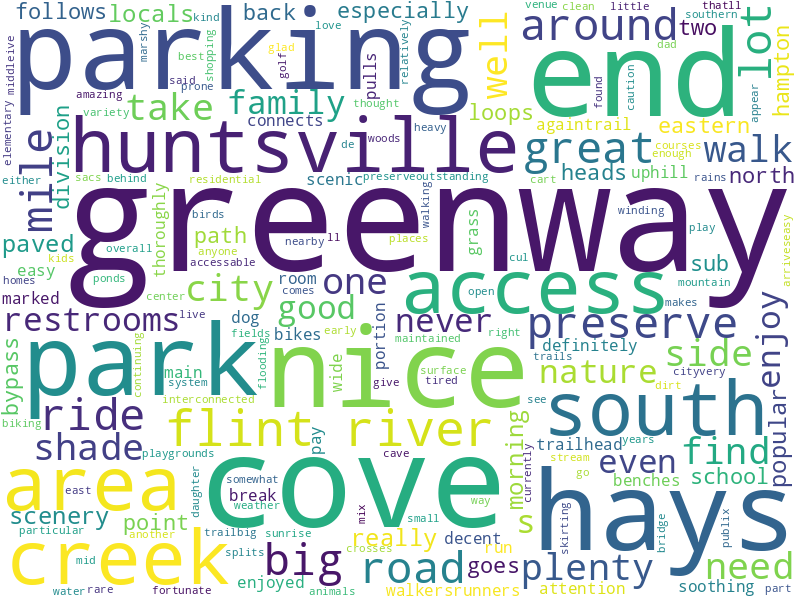 follows locals back especially around two venue clean little thatll
kind love southern
parking end lot
marshy shopping best said prone glad golf relatively dad
elementary middleive amazing pulls well found caution appear hampton
take family loops eastern
variety connects thought againtrail
mile division huntsville woods heavy great courses enough walk
either sacs behind de scenic preserveoutstanding heads cart uphill rains north
residential walking
greenway
paved thoroughly path birds nearby ll places grass winding play
kids overall anyone accessable cul sub arriveseasy
easy ponds city room one access open mountain
homes center comes makes
marked live good never preserve popular enjoy
restrooms dog bikes early portion maintained right definitely
bypass main fields wide nice surface trails nature side
park continuing system flooding give tired see dirt
biking interconnected
ride flint river pay morning south years
shade playgrounds cave trailhead find
area east daughter somewhat cove currently stream go even benches school
scenery break weather way hays
particular point another mix s bridge publix
creek mid trailbig sunrise small really decent run skirting need
splits crosses
big road goes plenty soothing
water rare fortunate enjoyed animals walkersrunners attention part